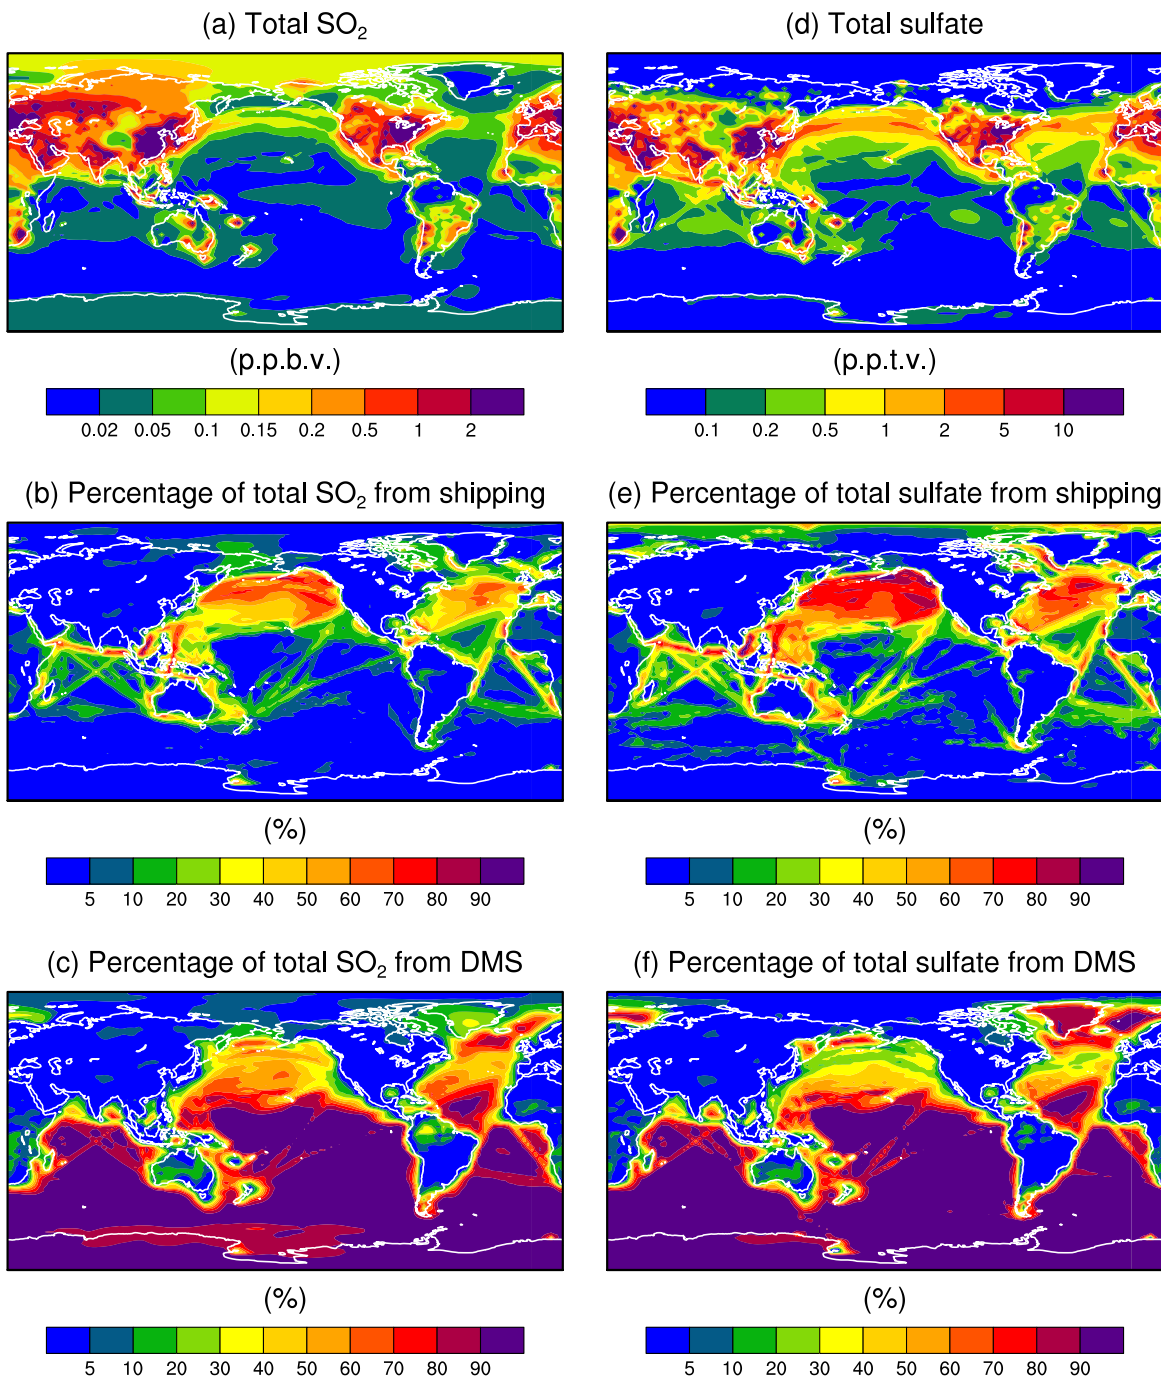 (a) Total SO₂
(p.p.b.v.)
0.02 0.05 0.1 0.15 0.2 0.5 1 2
(d) Total sulfate
(p.p.t.v.)
0.1 0.2 0.5 1 2 5 10
(b) Percentage of total SO₂ from shipping
(%)
5 10 20 30 40 50 60 70 80 90
(e) Percentage of total sulfate from shipping
(%)
5 10 20 30 40 50 60 70 80 90
(c) Percentage of total SO₂ from DMS
(%)
5 10 20 30 40 50 60 70 80 90
(f) Percentage of total sulfate from DMS
(%)
5 10 20 30 40 50 60 70 80 90